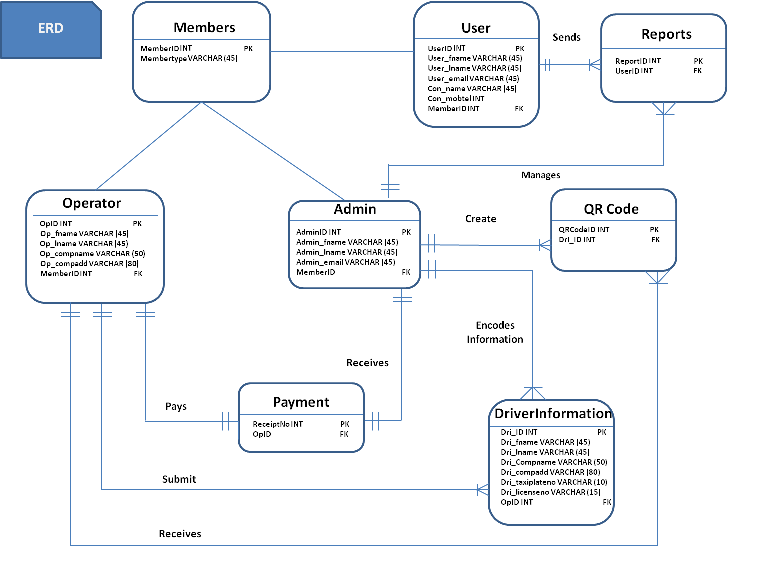 ERD
Members
MemberID INT PK
Membertype VARCHAR (45)
User
UserID INT PK
User_fname VARCHAR (45)
User_lname VARCHAR (45)
User_email VARCHAR (45)
Con_name VARCHAR (45)
Con_mobtel INT
MemberID INT FK
Sends
Reports
ReportID INT PK
UserID INT FK
Manages
Operator
OpID INT PK
Op_fname VARCHAR (45)
Op_lname VARCHAR (45)
Op_compname VARCHAR (50)
Op_compadd VARCHAR (80)
MemberID INT FK
Admin
AdminID INT PK
Admin_fname VARCHAR (45)
Admin_lname VARCHAR (45)
Admin_email VARCHAR (45)
MemberID FK
Create
QR Code
QRCodeID INT PK
Dri_ID INT FK
Encodes
Information
Receives
Pays
Payment
ReceiptNo INT PK
OpID FK
DriverInformation
Dri_ID INT PK
Dri_fname VARCHAR (45)
Dri_lname VARCHAR (45)
Dri_Compname VARCHAR (50)
Dri_compadd VARCHAR (80)
Dri_taxiplateno VARCHAR (10)
Dri_licenseno VARCHAR (15)
OpID INT FK
Submit
Receives